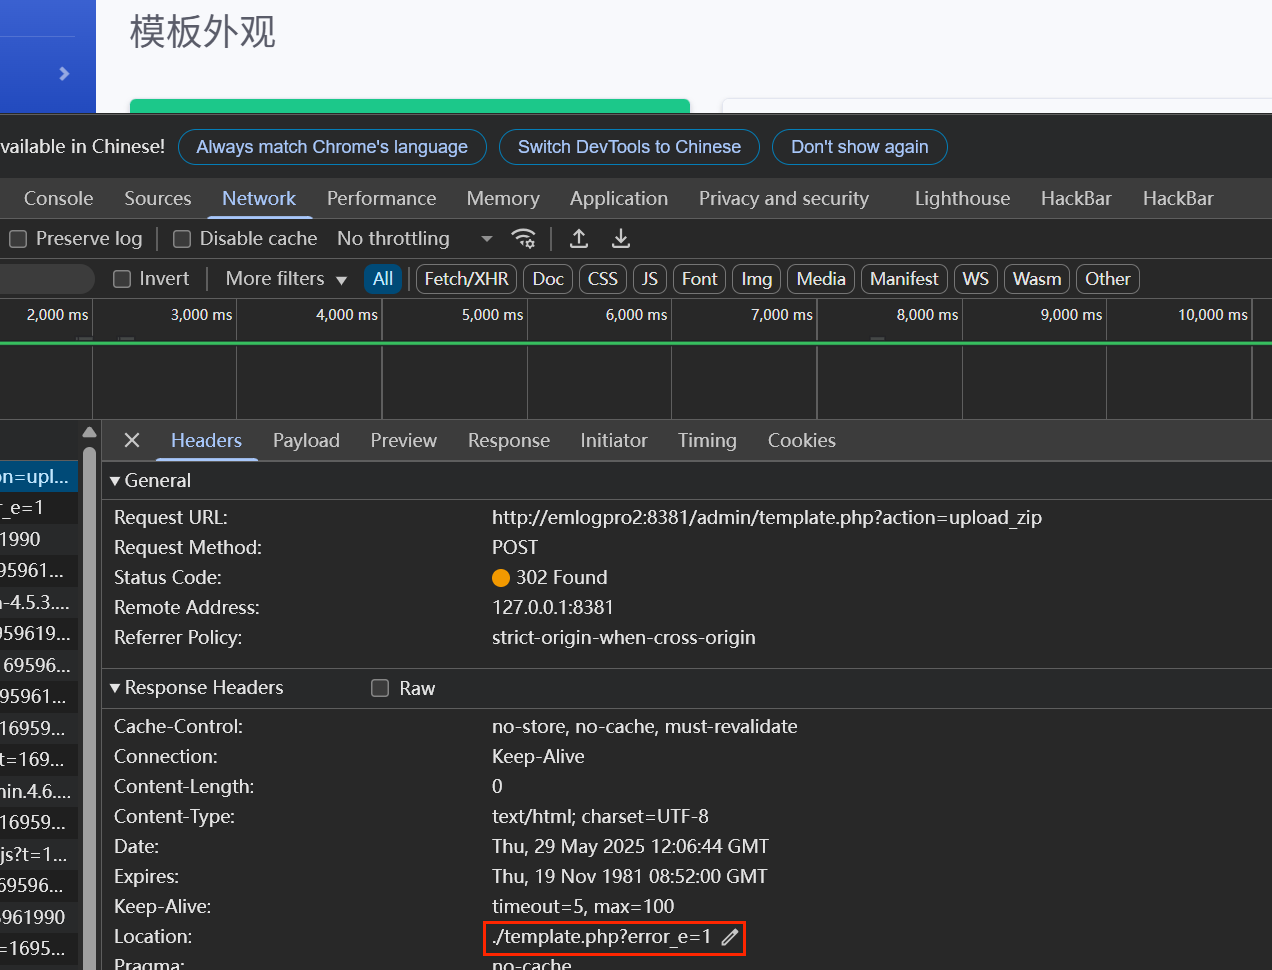 模板外观
vailable in Chinese! Always match Chrome's language Switch DevTools to Chinese Don't show again
Console Sources Network Performance Memory Application Privacy and security Lighthouse HackBar HackBar
Preserve log Disable cache No throttling
Invert More filters All Fetch/XHR Doc CSS JS Font Img Media Manifest WS Wasm Other
2,000 ms 3,000 ms 4,000 ms 5,000 ms 6,000 ms 7,000 ms 8,000 ms 9,000 ms 10,000 ms
Headers Payload Preview Response Initiator Timing Cookies
on=upl...
r_e=1
1990
95961...
-4.5.3....
959619...
69596...
95961...
16959...
t=169...
nin.4.6....
16959...
js?t=1...
69596...
961990
=1695...
General
Request URL: http://emlogpro2:8381/admin/template.php?action=upload_zip
Request Method: POST
Status Code: 302 Found
Remote Address: 127.0.0.1:8381
Referrer Policy: strict-origin-when-cross-origin
Response Headers Raw
Cache-Control: no-store, no-cache, must-revalidate
Connection: Keep-Alive
Content-Length: 0
Content-Type: text/html; charset=UTF-8
Date: Thu, 29 May 2025 12:06:44 GMT
Expires: Thu, 19 Nov 1981 08:52:00 GMT
Keep-Alive: timeout=5, max=100
Location: ./template.php?error_e=1
Pragma: no-cache